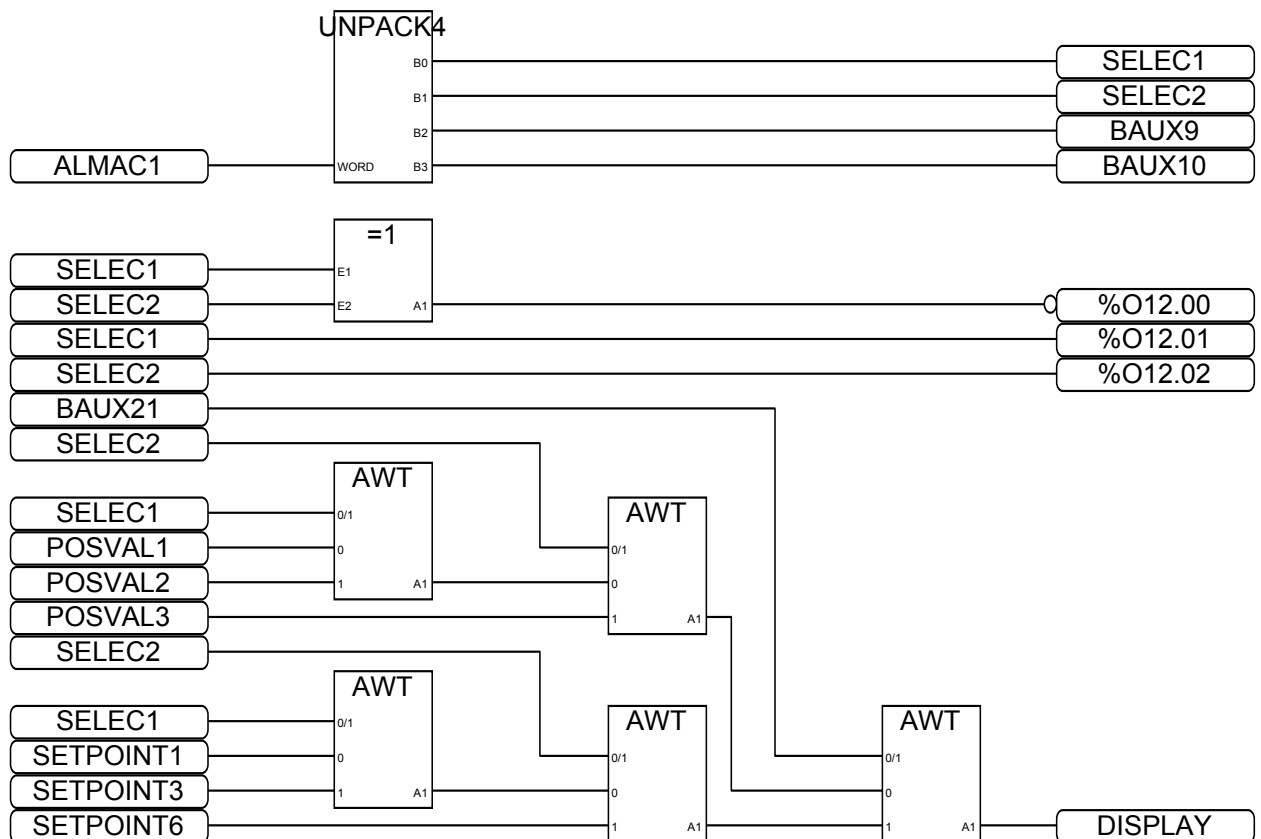 UNPACK4
B0 SELEC1
B1 SELEC2
B2 BAUX9
ALMAC1 WORD B3 BAUX10
=1
SELEC1 E1
SELEC2 E2 A1 %O12.00
SELEC1 %O12.01
SELEC2 %O12.02
BAUX21
SELEC2
AWT
SELEC1 0/1 AWT
POSVAL1 0 0/1
POSVAL2 1 A1 0
POSVAL3 1 A1
SELEC2
AWT
SELEC1 0/1 AWT AWT
SETPOINT1 0 0/1 0/1
SETPOINT3 1 A1 0 0
SETPOINT6 1 A1 1 A1 DISPLAY